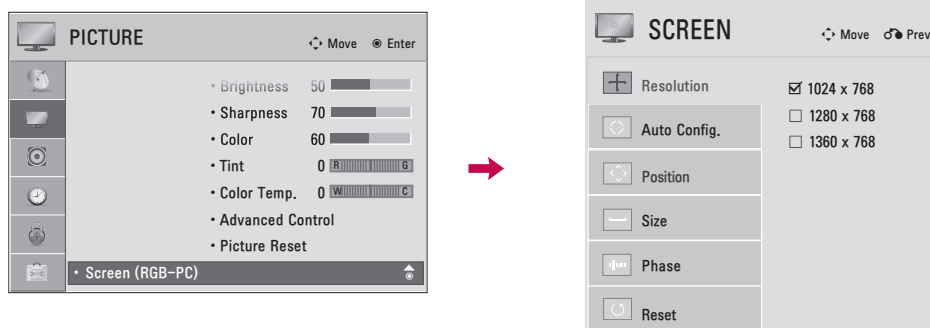 PICTURE
Move Enter
• Brightness 50
• Sharpness 70
• Color 60
• Tint 0 R G
• Color Temp. 0 W C
• Advanced Control
• Picture Reset
• Screen (RGB-PC)
SCREEN
Move Prev
Resolution
Auto Config.
Position
Size
Phase
Reset
☑ 1024 x 768
☐ 1280 x 768
☐ 1360 x 768